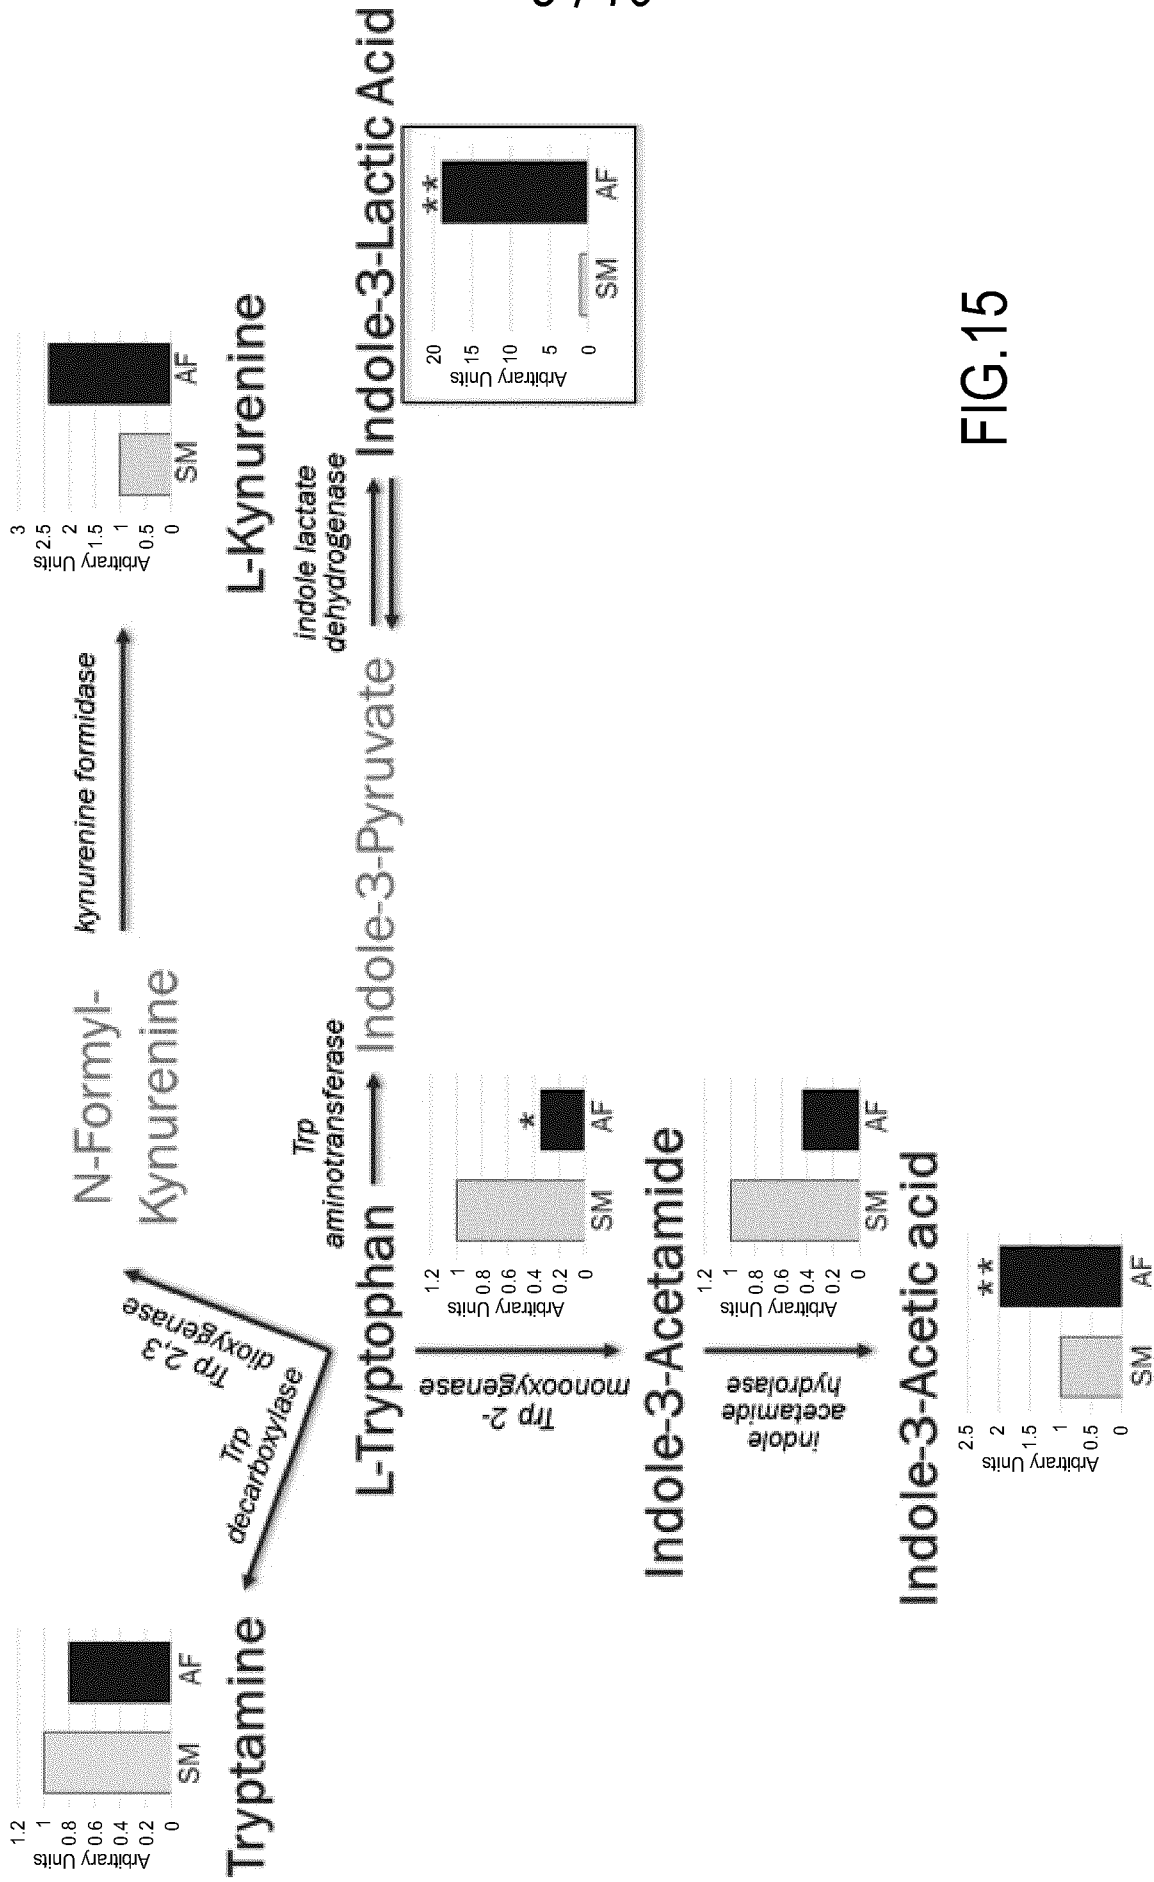 Arbitrary Units
1.2
1
0.8
0.6
0.4
0.2
0
SM
AF
Tryptamine
Trp
decarboxylase
Trp 2,3
dioxygenase
N-Formyl-
Kynurenine
kynurenine formidase
Arbitrary Units
3
2.5
2
1.5
1
0.5
0
SM
AF
L-Kynurenine
L-Tryptophan
Trp
aminotransferase
Indole-3-Pyruvate
indole lactate
dehydrogenase
Indole-3-Lactic Acid
Arbitrary Units
20
15
10
5
0
**
SM
AF
Arbitrary Units
1.2
1
0.8
0.6
0.4
0.2
0
*
SM
AF
Trp 2-
monooxygenase
Indole-3-Acetamide
Arbitrary Units
1.2
1
0.8
0.6
0.4
0.2
0
SM
AF
indole
acetamide
hydrolase
Indole-3-Acetic acid
Arbitrary Units
2.5
2
1.5
1
0.5
0
**
SM
AF
FIG.15